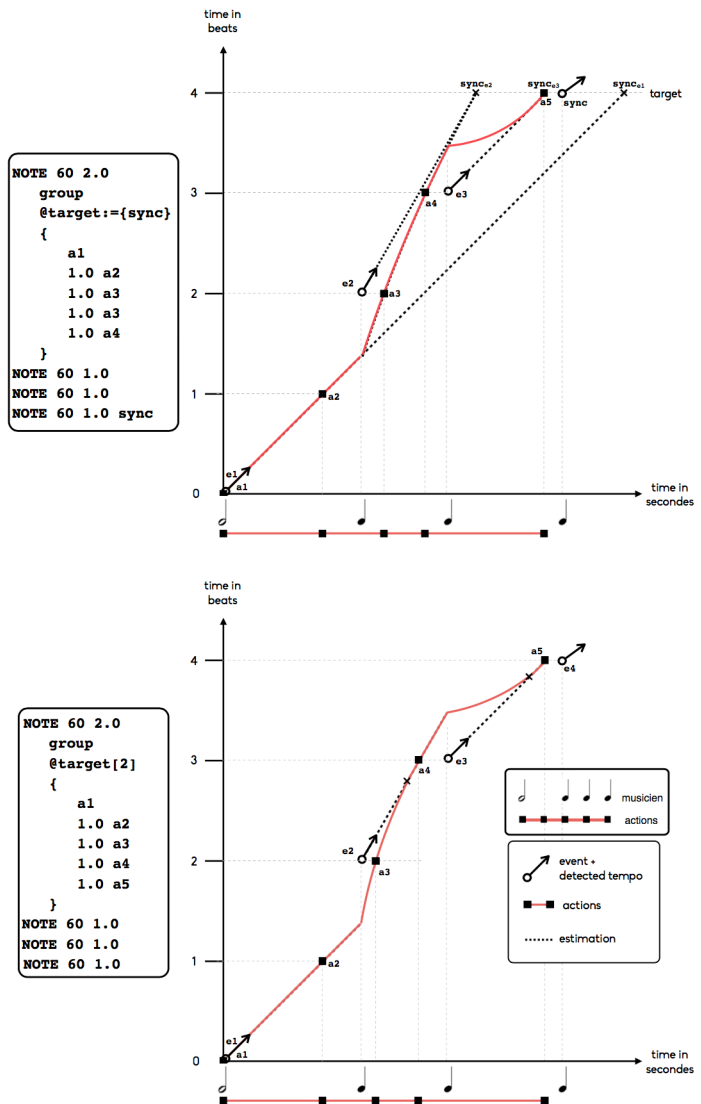 time in
beats
4
sync e2
sync e3
sync e1
a5
sync
target
NOTE 60 2.0
group
@target:={sync}
{
a1
1.0 a2
1.0 a3
1.0 a3
1.0 a4
}
NOTE 60 1.0
NOTE 60 1.0
NOTE 60 1.0 sync
3
a4
e3
e2
2
a3
1
a2
e1
a1
0
time in
secondes
time in
beats
a5
4
e4
NOTE 60 2.0
group
@target[2]
{
a1
1.0 a2
1.0 a3
1.0 a4
1.0 a5
}
NOTE 60 1.0
NOTE 60 1.0
NOTE 60 1.0
3
a4
e3
e2
2
a3
1
a2
e1
a1
0
time in
secondes
musicien
actions
event +
detected tempo
actions
estimation